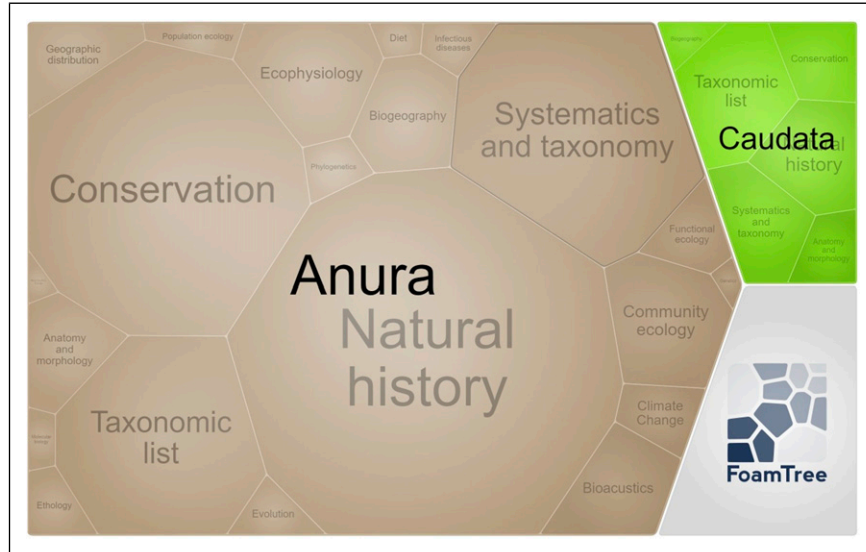 Geographic
distribution
Population ecology
Diet
Infectious
diseases
Ecophysiology
Biogeography
Systematics
and taxonomy
Phylogenetics
Conservation
Functional
ecology
Anura
Natural
history
Community
ecology
Anatomy
and
morphology
Taxonomic
list
Climate
Change
Bioacustics
Ethology
Evolution
Biogeography
Taxonomic
list
Conservation
Caudata
Natural
history
Systematics
and
taxonomy
Anatomy
and
morphology
FoamTree